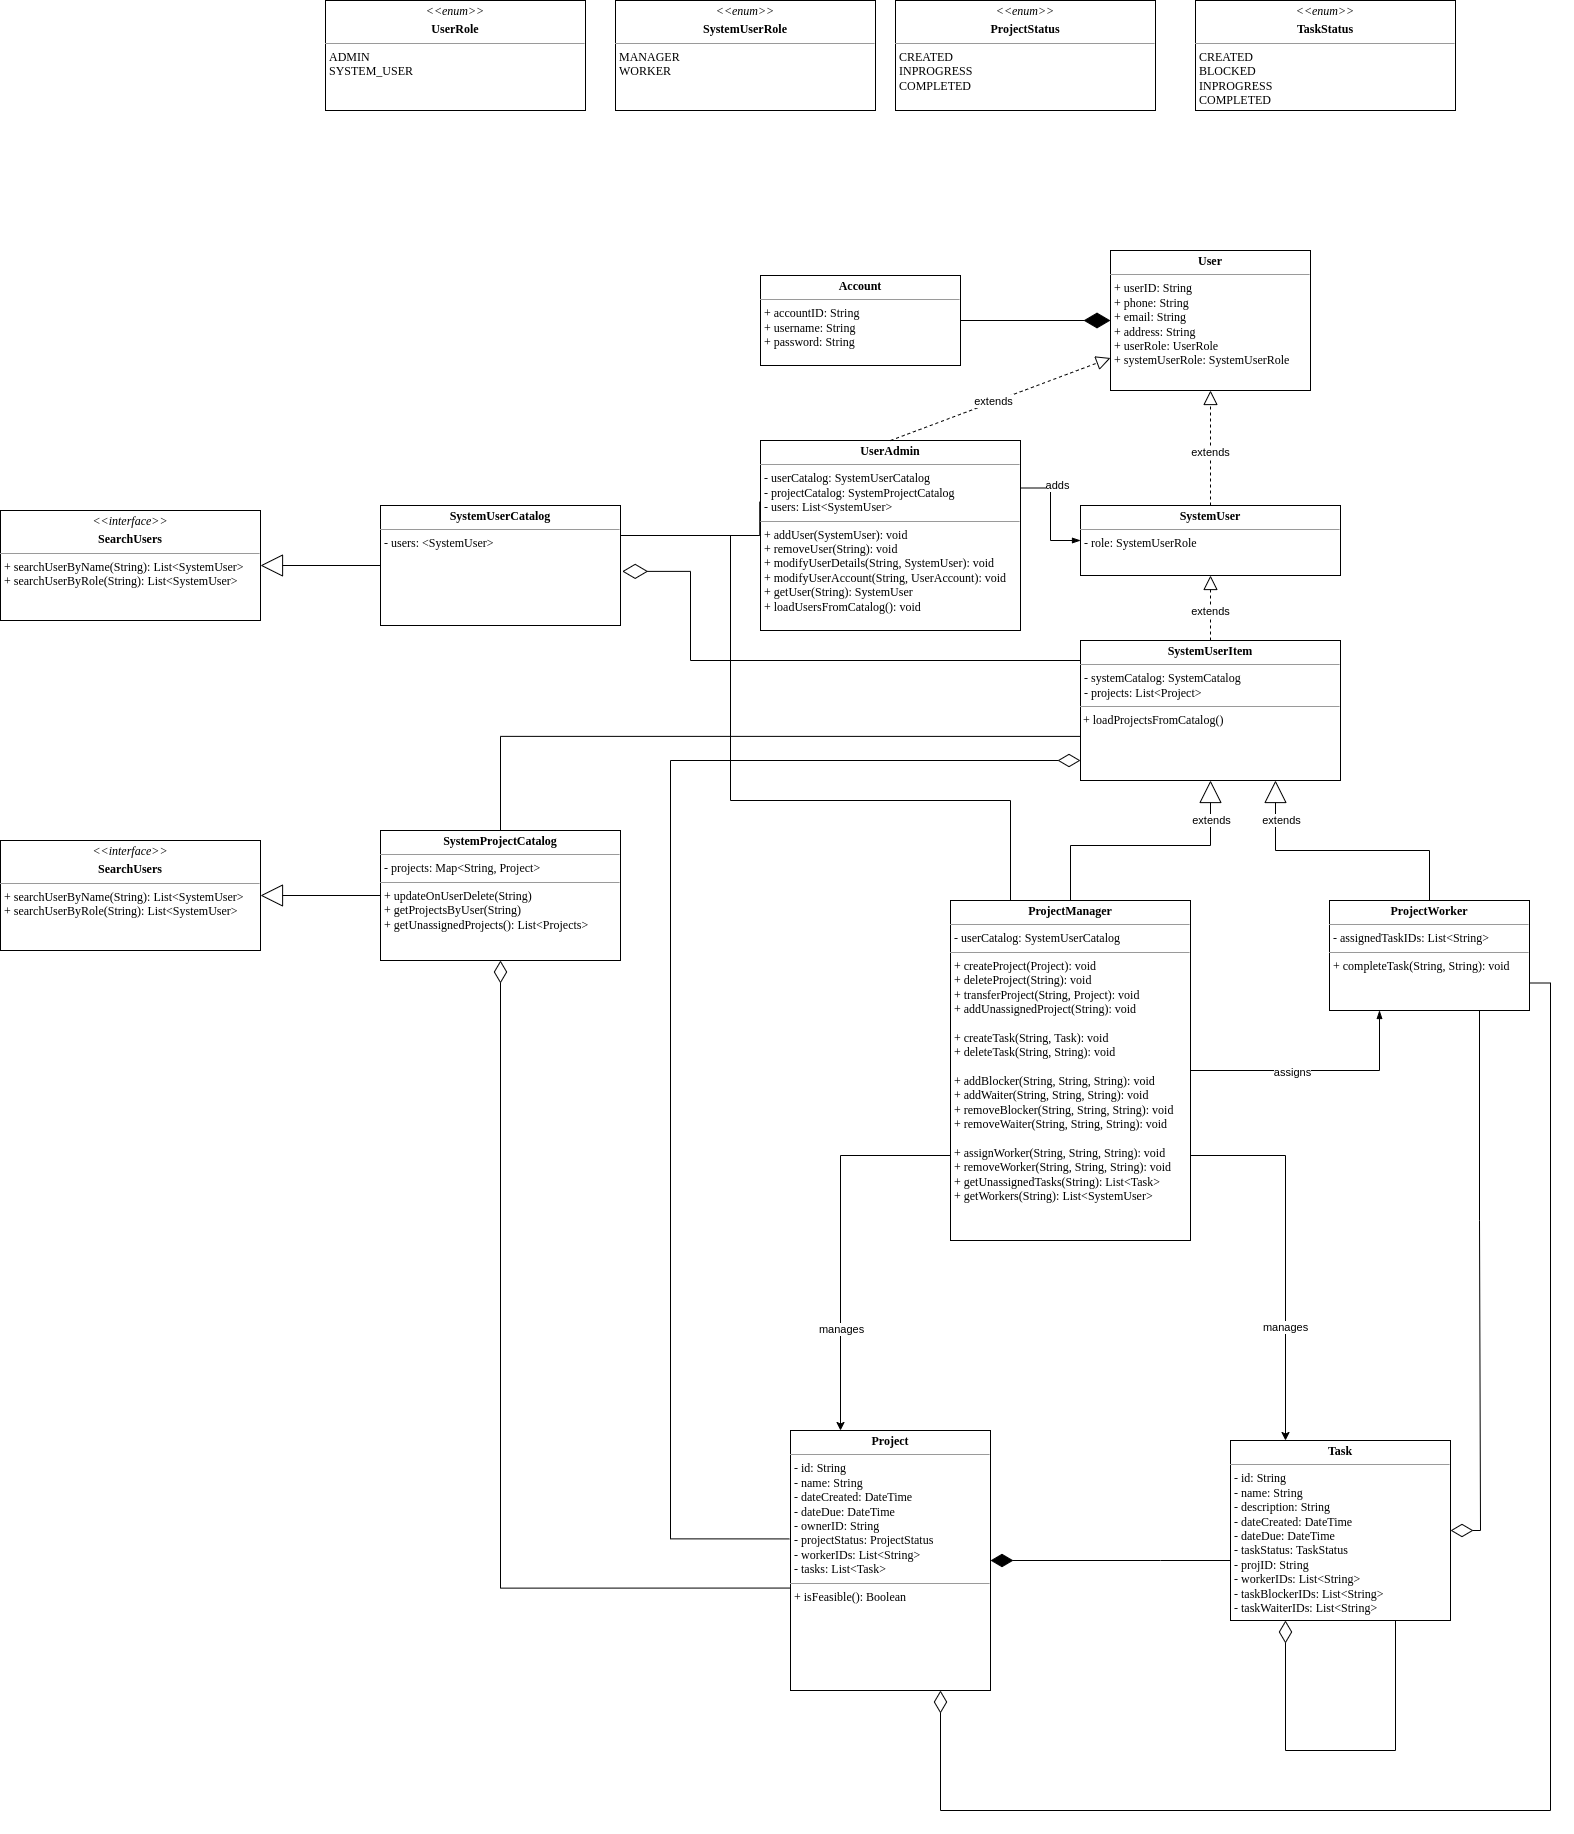 <<enum>>
UserRole
ADMIN
SYSTEM_USER
<<enum>>
SystemUserRole
MANAGER
WORKER
<<enum>>
ProjectStatus
CREATED
INPROGRESS
COMPLETED
<<enum>>
TaskStatus
CREATED
BLOCKED
INPROGRESS
COMPLETED
User
+ userID: String
+ phone: String
+ email: String
+ address: String
+ userRole: UserRole
+ systemUserRole: SystemUserRole
Account
+ accountID: String
+ username: String
+ password: String
extends
extends
UserAdmin
- userCatalog: SystemUserCatalog
- projectCatalog: SystemProjectCatalog
- users: List<SystemUser>
+ addUser(SystemUser): void
+ removeUser(String): void
+ modifyUserDetails(String, SystemUser): void
+ modifyUserAccount(String, UserAccount): void
+ getUser(String): SystemUser
+ loadUsersFromCatalog(): void
adds
SystemUser
- role: SystemUserRole
<<interface>>
SearchUsers
+ searchUserByName(String): List<SystemUser>
+ searchUserByRole(String): List<SystemUser>
SystemUserCatalog
- users: <SystemUser>
extends
SystemUserItem
- systemCatalog: SystemCatalog
- projects: List<Project>
+ loadProjectsFromCatalog()
extends
extends
<<interface>>
SearchUsers
+ searchUserByName(String): List<SystemUser>
+ searchUserByRole(String): List<SystemUser>
SystemProjectCatalog
- projects: Map<String, Project>
+ updateOnUserDelete(String)
+ getProjectsByUser(String)
+ getUnassignedProjects(): List<Projects>
ProjectManager
- userCatalog: SystemUserCatalog
+ createProject(Project): void
+ deleteProject(String): void
+ transferProject(String, Project): void
+ addUnassignedProject(String): void
+ createTask(String, Task): void
+ deleteTask(String, String): void
+ addBlocker(String, String, String): void
+ addWaiter(String, String, String): void
+ removeBlocker(String, String, String): void
+ removeWaiter(String, String, String): void
+ assignWorker(String, String, String): void
+ removeWorker(String, String, String): void
+ getUnassignedTasks(String): List<Task>
+ getWorkers(String): List<SystemUser>
ProjectWorker
- assignedTaskIDs: List<String>
+ completeTask(String, String): void
assigns
manages
manages
Project
- id: String
- name: String
- dateCreated: DateTime
- dateDue: DateTime
- ownerID: String
- projectStatus: ProjectStatus
- workerIDs: List<String>
- tasks: List<Task>
+ isFeasible(): Boolean
Task
- id: String
- name: String
- description: String
- dateCreated: DateTime
- dateDue: DateTime
- taskStatus: TaskStatus
- projID: String
- workerIDs: List<String>
- taskBlockerIDs: List<String>
- taskWaiterIDs: List<String>